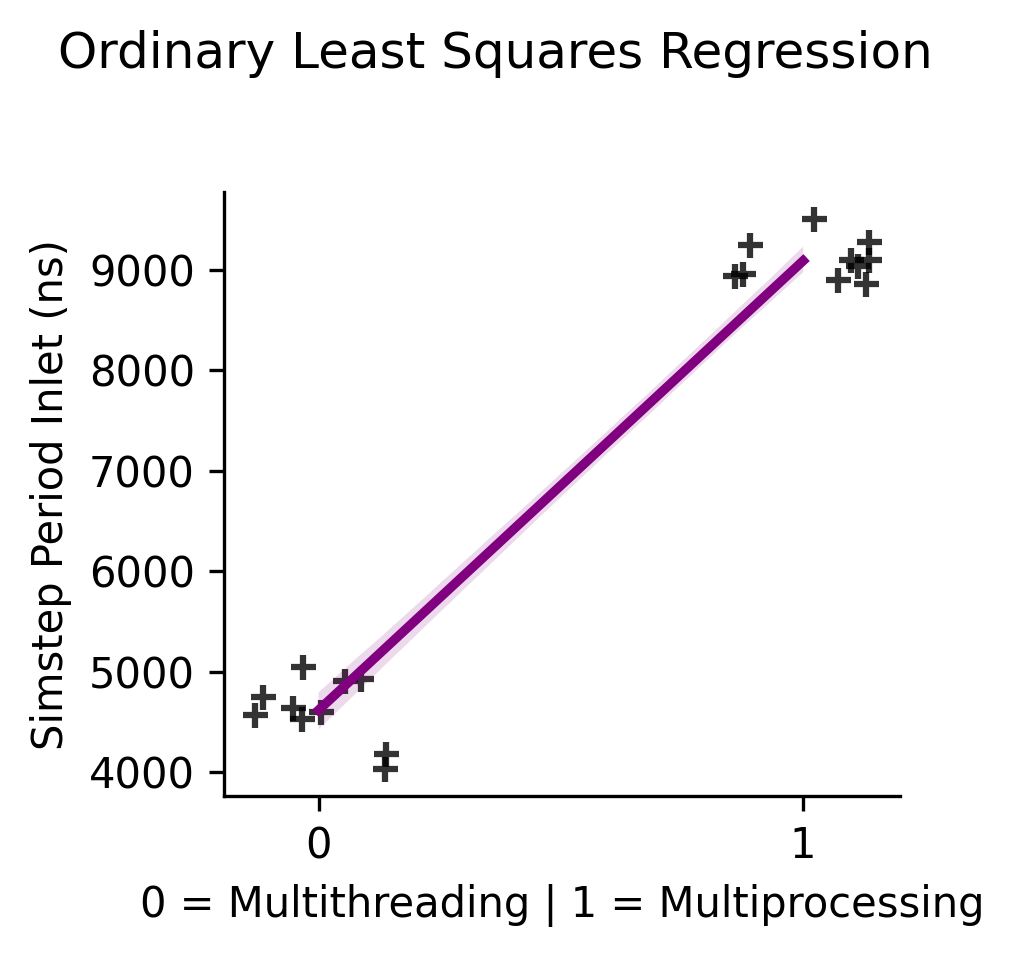 Ordinary Least Squares Regression
Simstep Period Inlet (ns)
9000
8000
7000
6000
5000
4000
0
1
0 = Multithreading | 1 = Multiprocessing